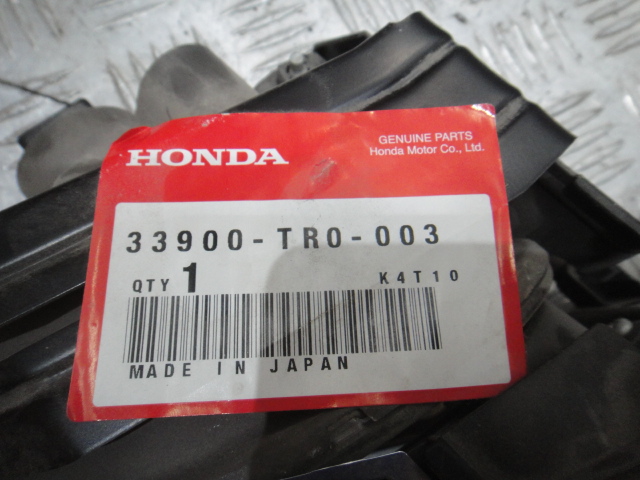 HONDA
GENUINE PARTS
Honda Motor Co., Ltd.
33900-TR0-003
QTY 1 K4T10
MADE IN JAPAN